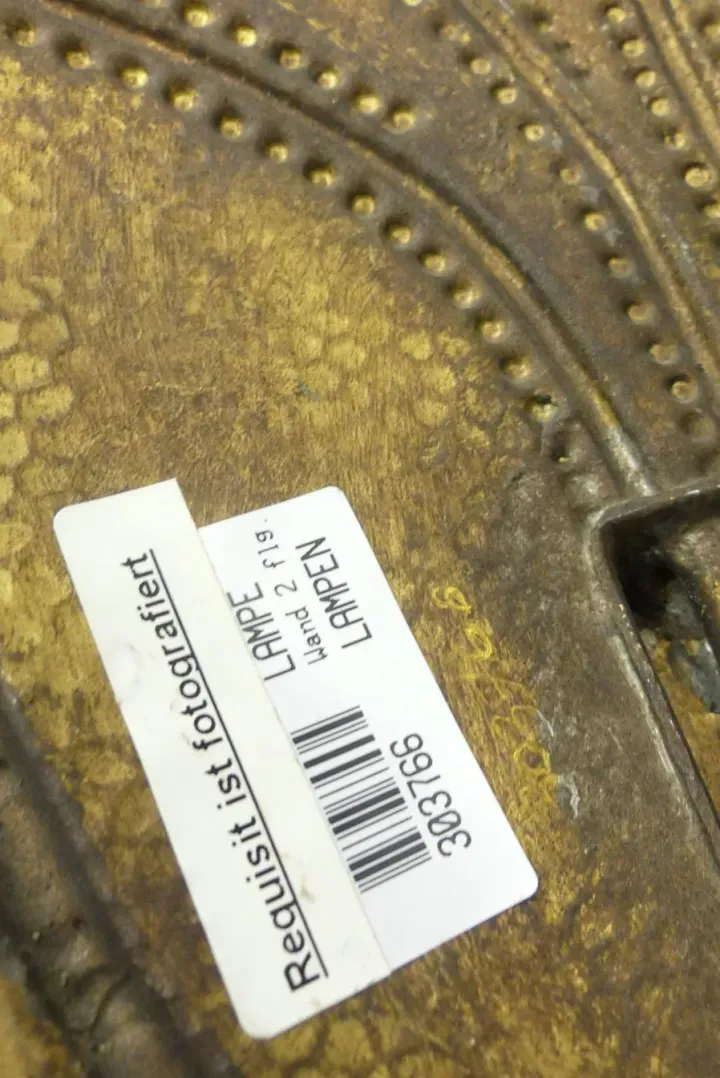 Requisit ist fotografiert
LAMPE
Wand 2 flg.
LAMPEN
303766